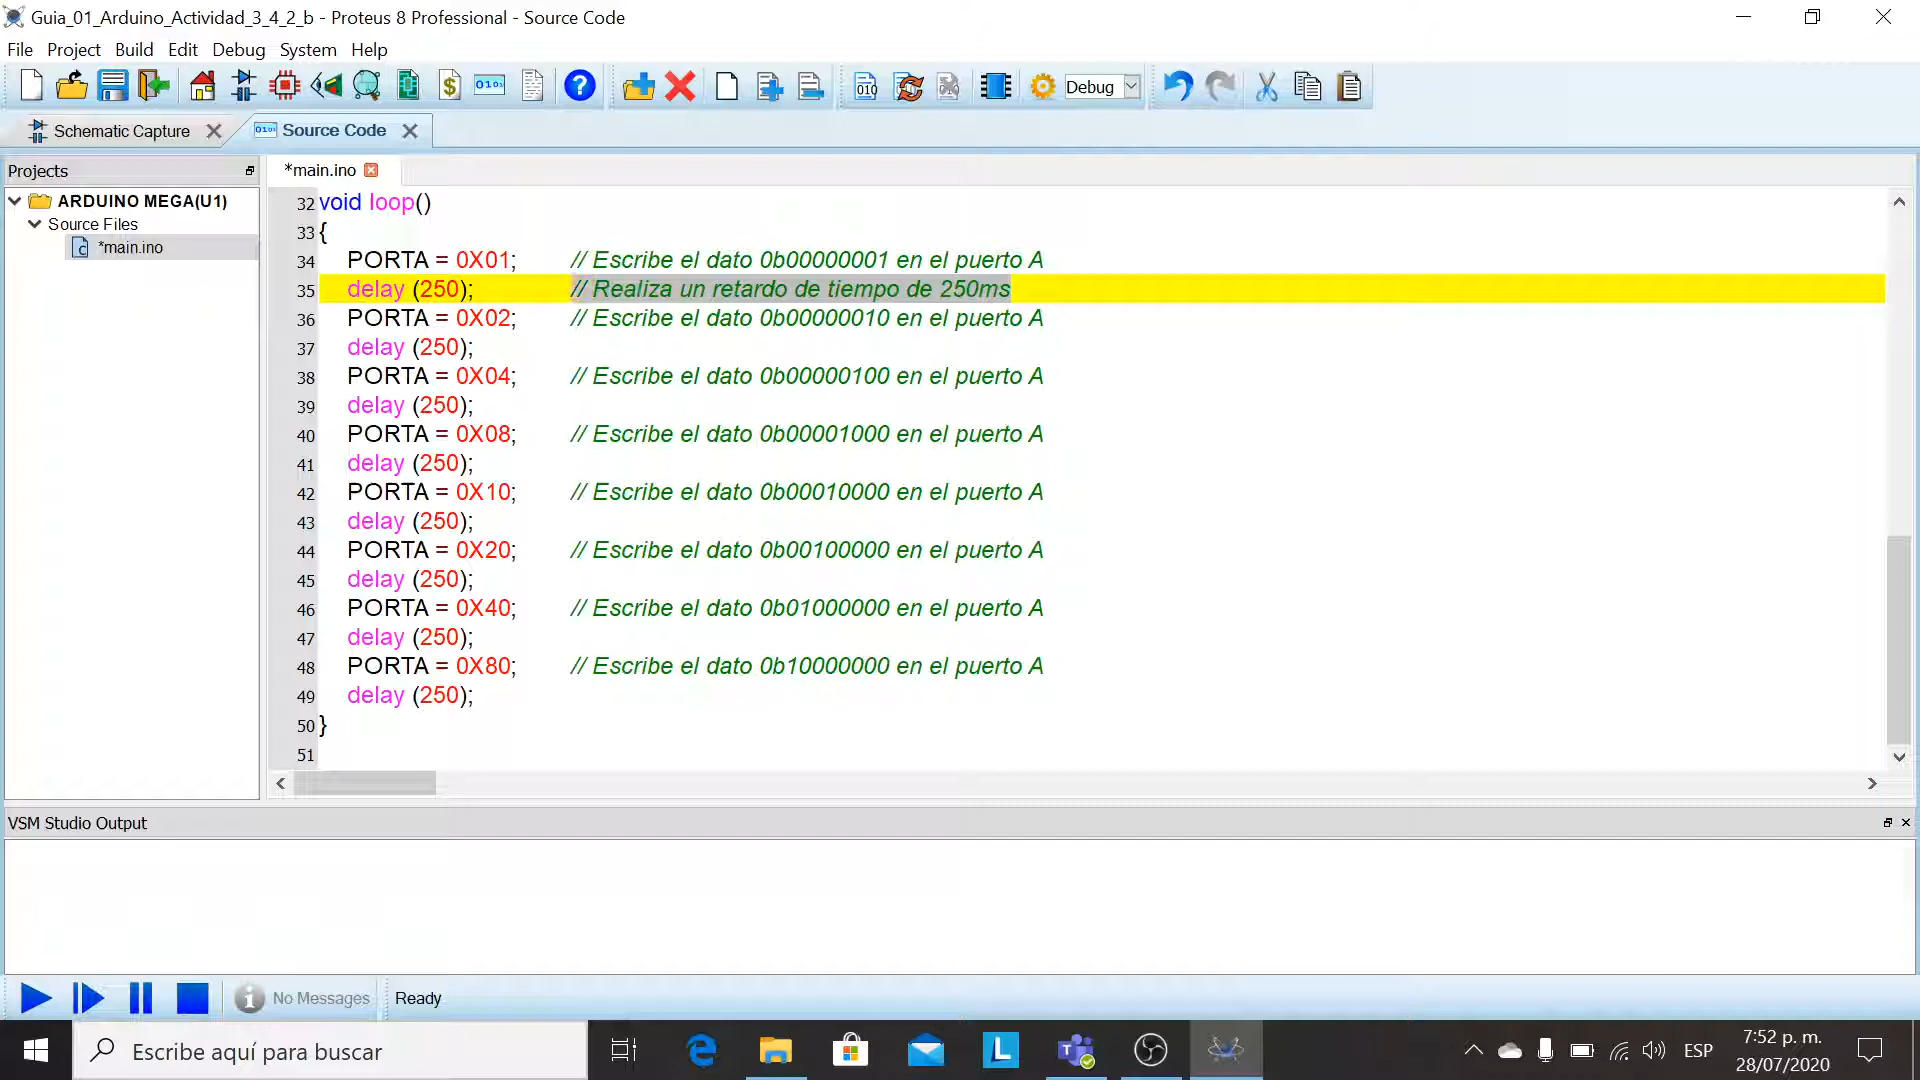 Guia_01_Arduino_Actividad_3_4_2_b - Proteus 8 Professional - Source Code
File Project Build Edit Debug System Help
Debug
Schematic Capture
Source Code
Projects
*main.ino
ARDUINO MEGA(U1)
Source Files
*main.ino
32 void loop()
33 {
34 PORTA = 0X01; // Escribe el dato 0b00000001 en el puerto A
35 delay (250); // Realiza un retardo de tiempo de 250ms
36 PORTA = 0X02; // Escribe el dato 0b00000010 en el puerto A
37 delay (250);
38 PORTA = 0X04; // Escribe el dato 0b00000100 en el puerto A
39 delay (250);
40 PORTA = 0X08; // Escribe el dato 0b00001000 en el puerto A
41 delay (250);
42 PORTA = 0X10; // Escribe el dato 0b00010000 en el puerto A
43 delay (250);
44 PORTA = 0X20; // Escribe el dato 0b00100000 en el puerto A
45 delay (250);
46 PORTA = 0X40; // Escribe el dato 0b01000000 en el puerto A
47 delay (250);
48 PORTA = 0X80; // Escribe el dato 0b10000000 en el puerto A
49 delay (250);
50 }
51
VSM Studio Output
No Messages
Ready
Escribe aquí para buscar
ESP
7:52 p. m.
28/07/2020